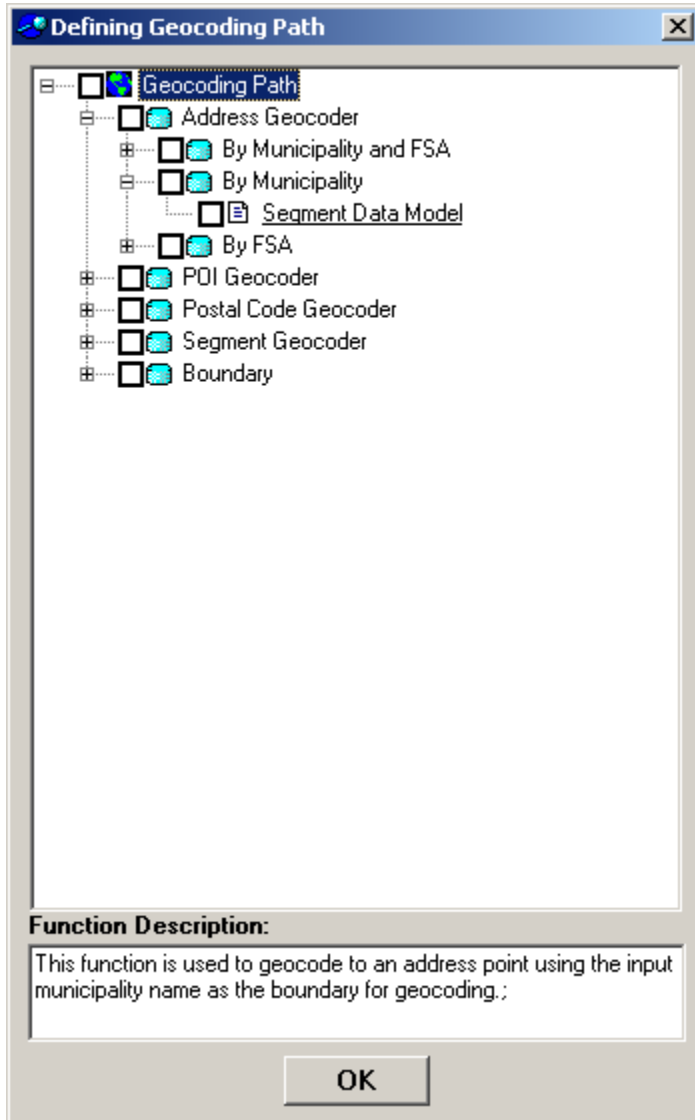 Defining Geocoding Path
Geocoding Path
Address Geocoder
By Municipality and FSA
By Municipality
Segment Data Model
By FSA
POI Geocoder
Postal Code Geocoder
Segment Geocoder
Boundary
Function Description:
This function is used to geocode to an address point using the input
municipality name as the boundary for geocoding.;
OK